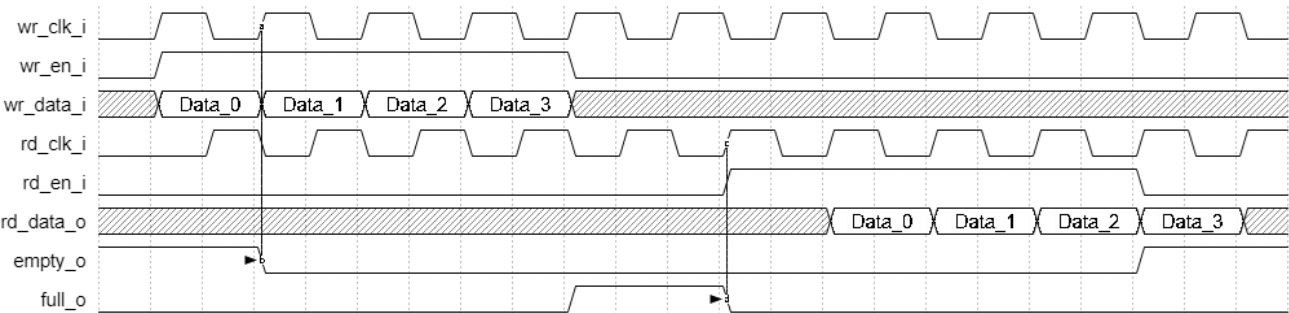 wr_clk_i
wr_en_i
wr_data_i Data_0 Data_1 Data_2 Data_3
rd_clk_i
rd_en_i
rd_data_o Data_0 Data_1 Data_2 Data_3
empty_o
full_o